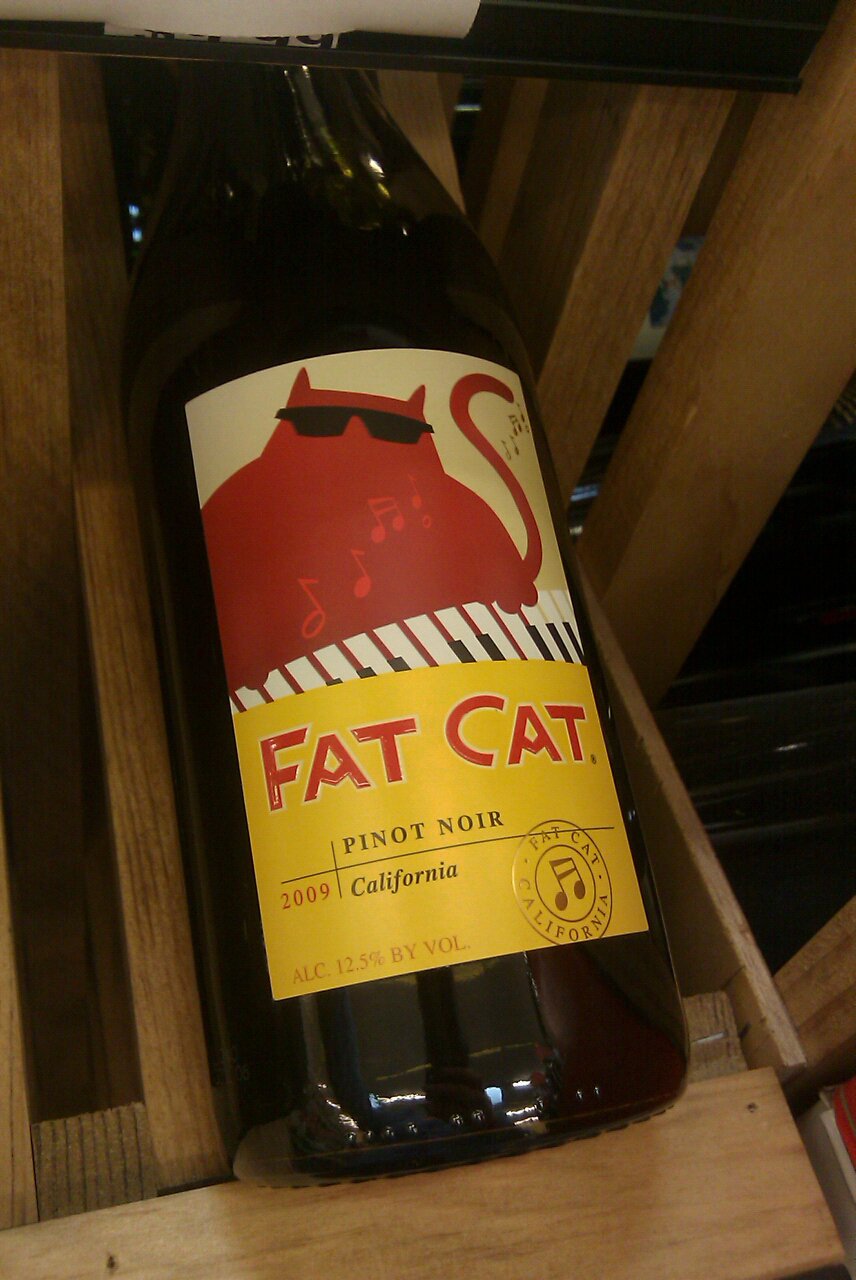 FAT CAT®
PINOT NOIR
2009 California
FAT CAT
CALIFORNIA
ALC. 12.5% BY VOL.